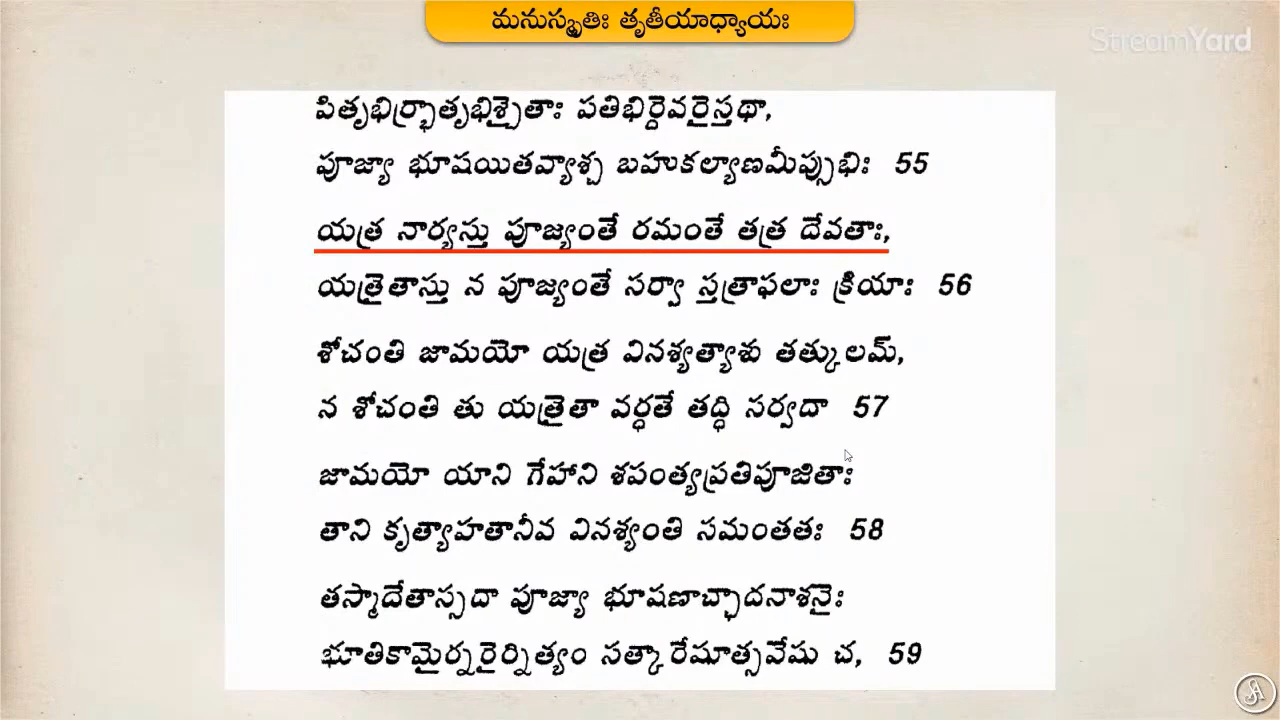 మనుస్మృతిః తృతీయాధ్యాయః
StreamYard
పితృభిర్భ్రాతృభిశ్చైతాః పతిభిర్దేవరైస్తథా,
పూజ్యా భూషయితవ్యాశ్చ బహుకల్యాణమీప్సుభిః 55
యత్ర నార్యస్తు పూజ్యంతే రమంతే తత్ర దేవతాః,
యత్రైతాస్తు న పూజ్యంతే సర్వా స్తత్రాఫలాః క్రియాః 56
శోచంతి జామయో యత్ర వినశ్యత్యాశు తత్కులమ్,
న శోచంతి తు యత్రైతా వర్ధతే తద్ధి సర్వదా 57
జామయో యాని గేహాని శపంత్యప్రతిపూజితాః
తాని కృత్యాహతానీవ వినశ్యంతి సమంతతః 58
తస్మాదేతాస్సదా పూజ్యా భూషణాచ్ఛాదనాశనైః
భూతికామైర్నరైర్నిత్యం సత్కారేషూత్సవేషు చ, 59